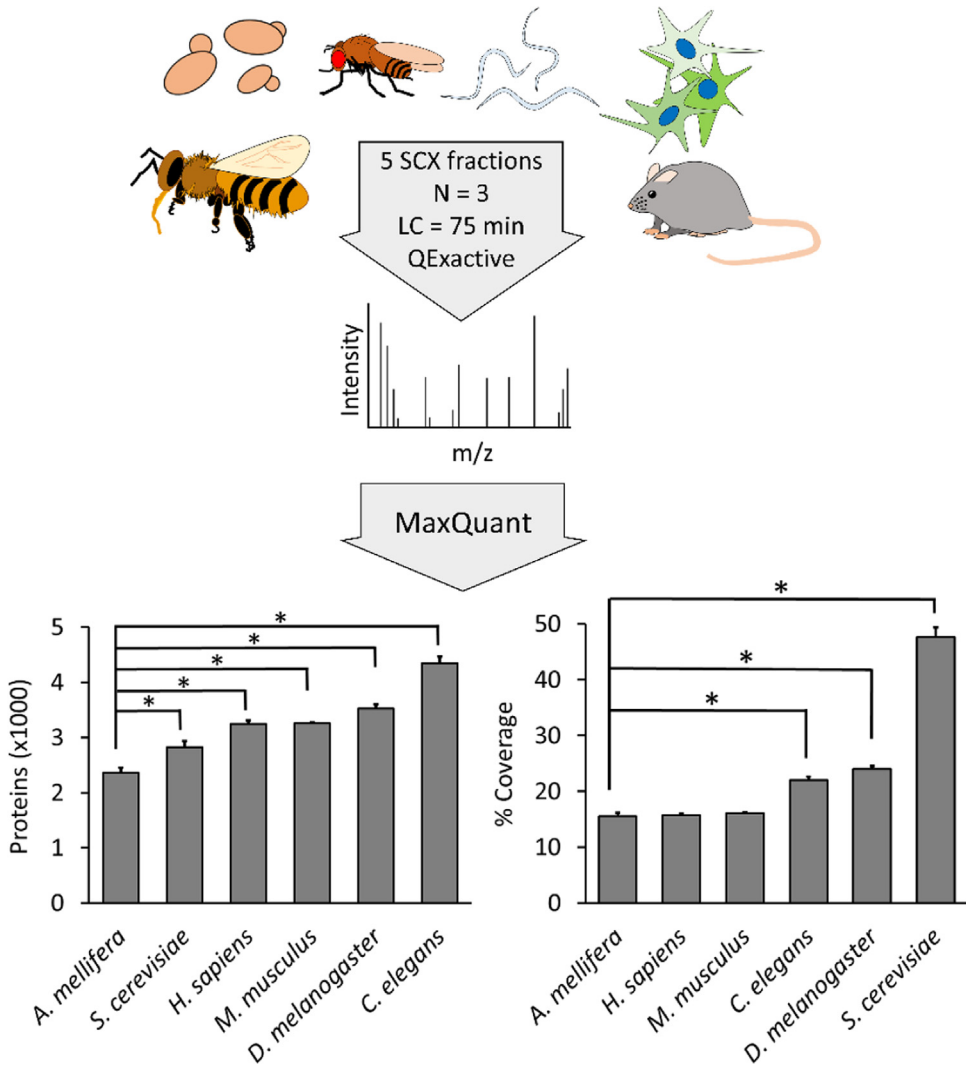 5 SCX fractions
N = 3
LC = 75 min
QExactive
Intensity
m/z
MaxQuant
Proteins (x1000)
5
4
3
2
1
0
* * * * *
A. mellifera
S. cerevisiae
H. sapiens
M. musculus
D. melanogaster
C. elegans
% Coverage
50
40
30
20
10
0
* * *
A. mellifera
H. sapiens
M. musculus
C. elegans
D. melanogaster
S. cerevisiae